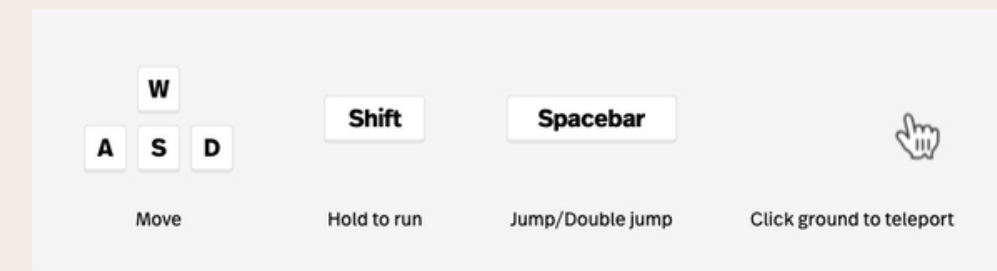 W
A S D
Move
Shift
Hold to run
Spacebar
Jump/Double jump
Click ground to teleport